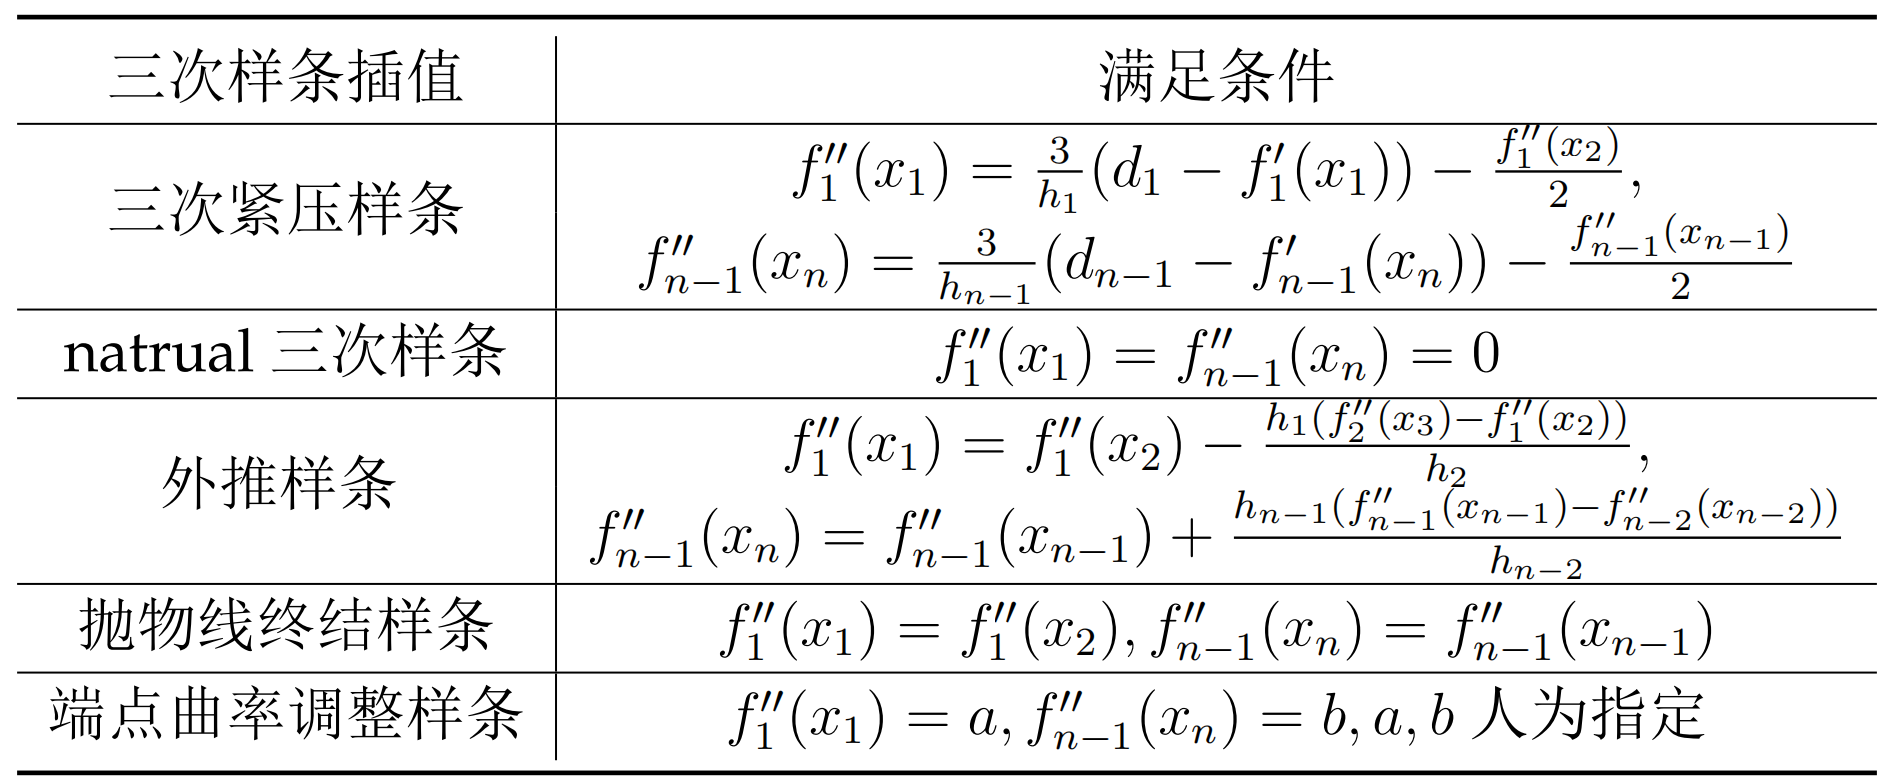 三次样条插值 满足条件
三次紧压样条 $f_1''(x_1) = \frac{3}{h_1}(d_1 - f_1'(x_1)) - \frac{f_1''(x_2)}{2},$
$f_{n-1}''(x_n) = \frac{3}{h_{n-1}}(d_{n-1} - f_{n-1}'(x_n)) - \frac{f_{n-1}''(x_{n-1})}{2}$
natrual 三次样条 $f_1''(x_1) = f_{n-1}''(x_n) = 0$
外推样条 $f_1''(x_1) = f_1''(x_2) - \frac{h_1(f_2''(x_3)-f_1''(x_2))}{h_2},$
$f_{n-1}''(x_n) = f_{n-1}''(x_{n-1}) + \frac{h_{n-1}(f_{n-1}''(x_{n-1})-f_{n-2}''(x_{n-2}))}{h_{n-2}}$
抛物线终结样条 $f_1''(x_1) = f_1''(x_2), f_{n-1}''(x_n) = f_{n-1}''(x_{n-1})$
端点曲率调整样条 $f_1''(x_1) = a, f_{n-1}''(x_n) = b, a, b$ 人为指定